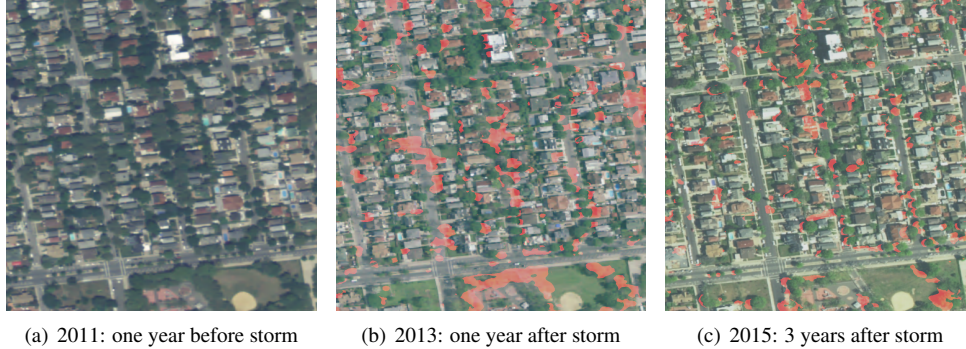 (a) 2011: one year before storm
(b) 2013: one year after storm
(c) 2015: 3 years after storm